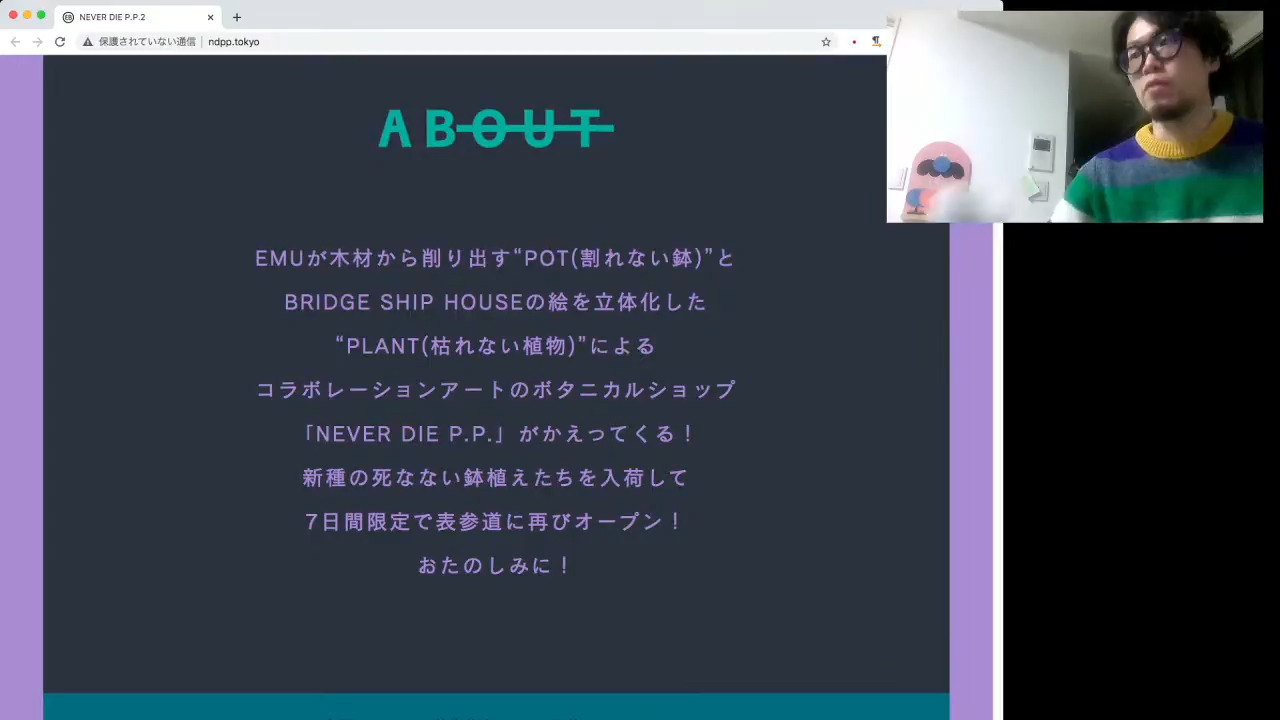 NEVER DIE P.P.2
保護されていない通信
ndpp.tokyo
ABOUT
EMUが木材から削り出す“POT(割れない鉢)”と
BRIDGE SHIP HOUSEの絵を立体化した
“PLANT(枯れない植物)”による
コラボレーションアートのボタニカルショップ
「NEVER DIE P.P.」がかえってくる！
新種の死なない鉢植えたちを入荷して
7日間限定で表参道に再びオープン！
おたのしみに！